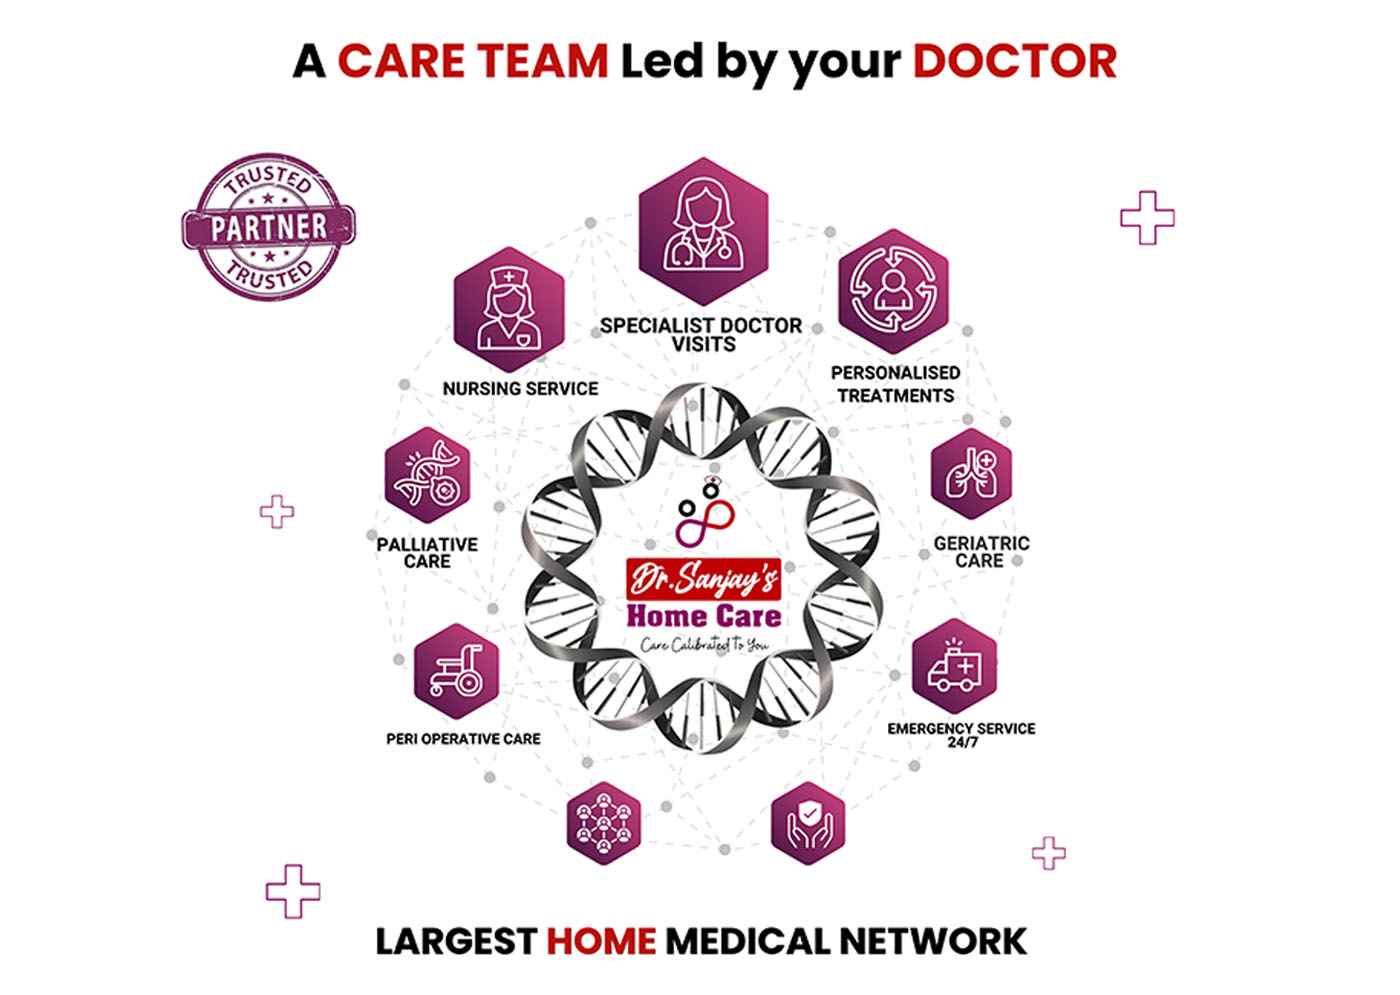 A CARE TEAM Led by your DOCTOR
TRUSTED
PARTNER
TRUSTED
SPECIALIST DOCTOR
VISITS
NURSING SERVICE
PERSONALISED
TREATMENTS
PALLIATIVE
CARE
GERIATRIC
CARE
Dr.Sanjay's
Home Care
Care Calibrated To You
PERI OPERATIVE CARE
EMERGENCY SERVICE
24/7
LARGEST HOME MEDICAL NETWORK